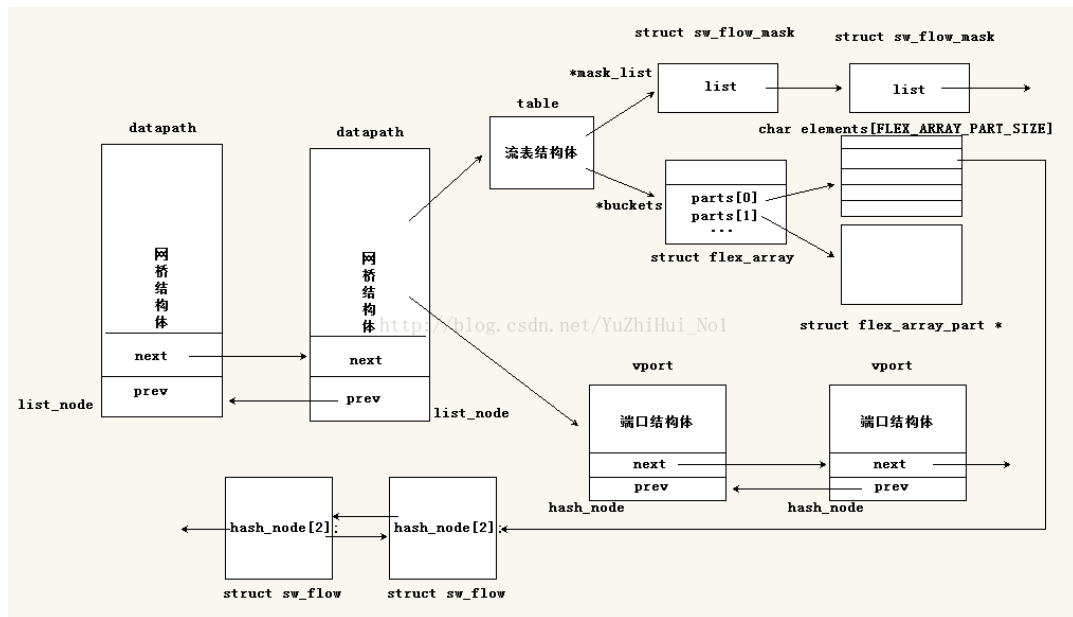 struct sw_flow_mask
struct sw_flow_mask
*mask_list
list
list
table
char elements[FLEX_ARRAY_PART_SIZE]
datapath
datapath
流表结构体
*buckets
parts[0]
parts[1]
...
struct flex_array
网桥结构体
网桥结构体
http://blog.csdn.net/YuZhiHui_No1
struct flex_array_part *
next
next
prev
prev
list_node
list_node
vport
vport
端口结构体
端口结构体
next
next
prev
prev
hash_node
hash_node
hash_node[2];
hash_node[2];
struct sw_flow
struct sw_flow